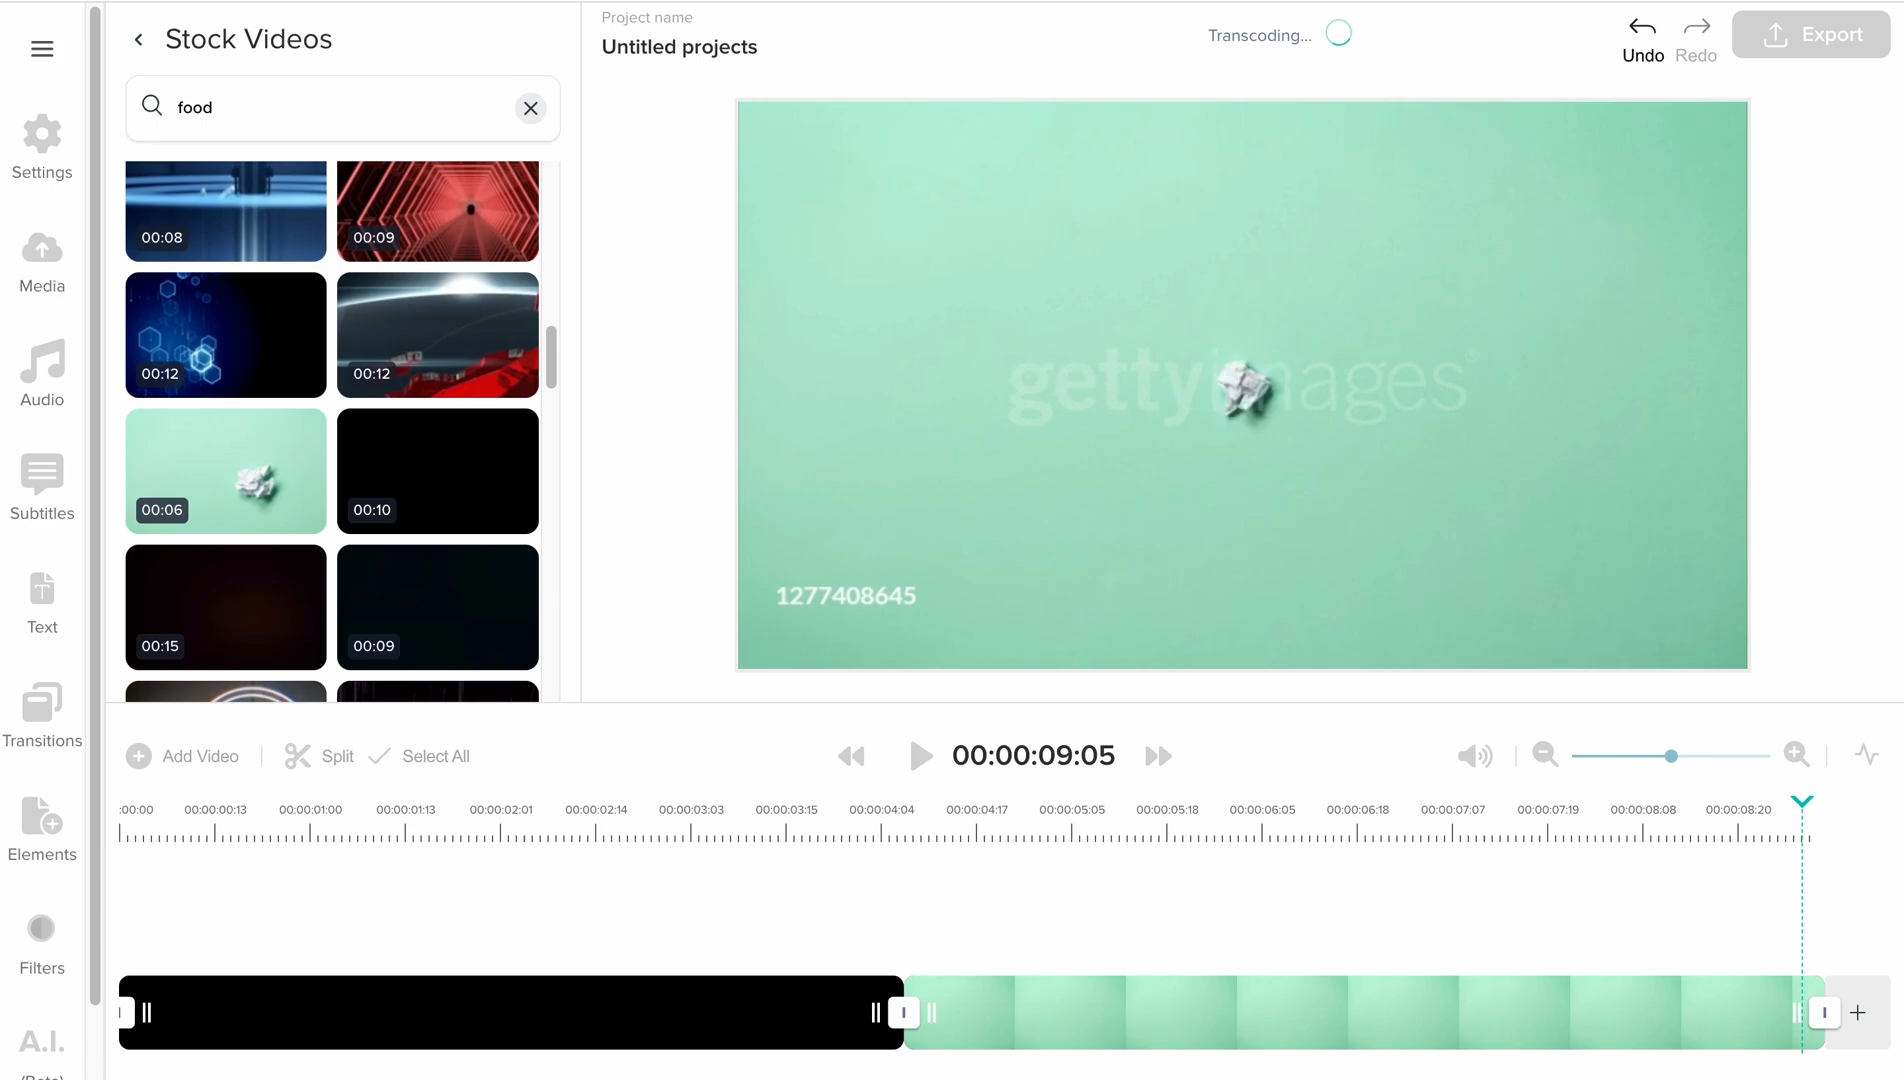 Stock Videos
Project name
Untitled projects
Transcoding...
Undo
Redo
Export
food
Settings
Media
Audio
Subtitles
Text
Transitions
Elements
Filters
A.I.
00:08
00:09
00:12
00:12
00:06
00:10
00:15
00:09
gettyimages®
1277408645
Add Video
Split
Select All
00:00:09:05
:00:00 00:00:00:13 00:00:01:00 00:00:01:13 00:00:02:01 00:00:02:14 00:00:03:03 00:00:03:15 00:00:04:04 00:00:04:17 00:00:05:05 00:00:05:18 00:00:06:05 00:00:06:18 00:00:07:07 00:00:07:19 00:00:08:08 00:00:08:20